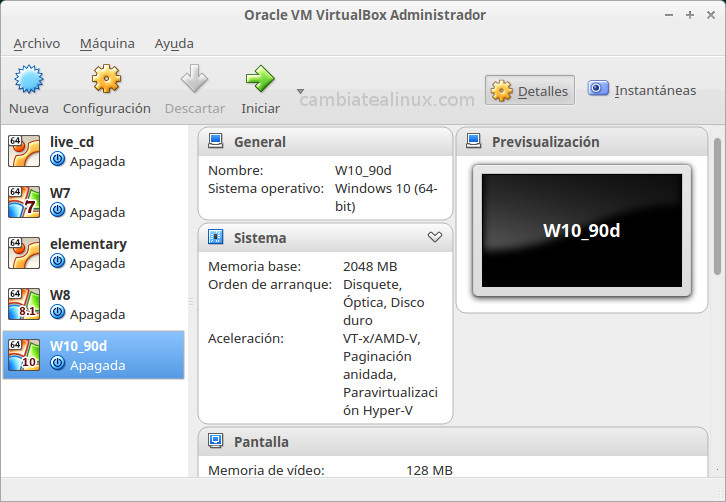 Oracle VM VirtualBox Administrador
Archivo Máquina Ayuda
Nueva Configuración Descartar Iniciar
cambiatealinux.com
Detalles Instantáneas
64
live_cd
Apagada
64
7
W7
Apagada
64
elementary
Apagada
64
8.1
W8
Apagada
64
10
W10_90d
Apagada
General
Nombre: W10_90d
Sistema operativo: Windows 10 (64-
bit)
Sistema
Memoria base: 2048 MB
Orden de arranque: Disquete,
Óptica, Disco
duro
Aceleración: VT-x/AMD-V,
Paginación
anidada,
Paravirtualizaci
ón Hyper-V
Pantalla
Memoria de vídeo: 128 MB
Previsualización
W10_90d